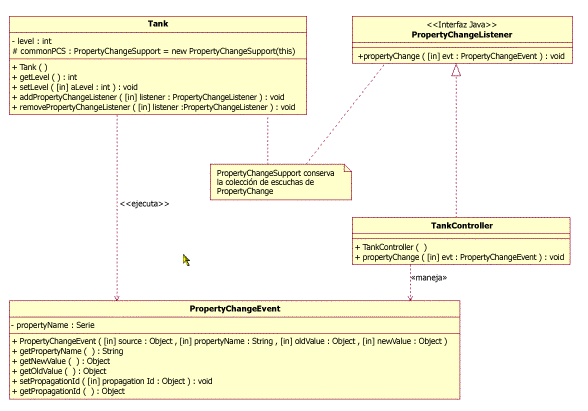 Tank
- level : int
# commonPCS : PropertyChangeSupport = new PropertyChangeSupport(this)
+ Tank ( )
+ getLevel ( ) : int
+ setLevel ( [in] aLevel : int ) : void
+ addPropertyChangeListener ( [in] listener : PropertyChangeListener ) : void
+ removePropertyChangeListener ( [in] listener :PropertyChangeListener ) : void
<<Interfaz Java>>
PropertyChangeListener
+propertyChange ( [in] evt : PropertyChangeEvent ) : void
PropertyChangeSupport conserva
la colección de escuchas de
PropertyChange
<<ejecuta>>
TankController
+ TankController ( )
+ propertyChange ( [in] evt : PropertyChangeEvent ) : void
«maneja»
PropertyChangeEvent
- propertyName : Serie
+ PropertyChangeEvent ( [in] source : Object , [in] propertyName : String , [in] oldValue : Object , [in] newValue : Object )
+ getPropertyName ( ) : String
+ getNewValue ( ) : Object
+ getOldValue ( ) : Object
+ setPropagationId ( [in] propagation Id : Object ) : void
+ getPropagationId ( ) : Object